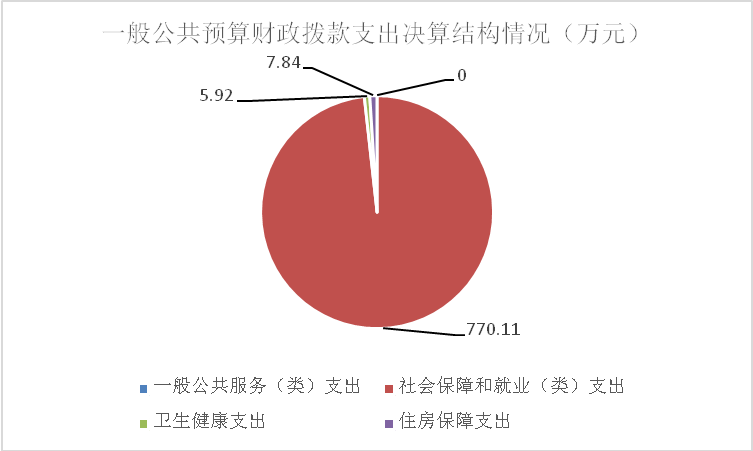 一般公共预算财政拨款支出决算结构情况（万元）
7.84
0
5.92
770.11
一般公共服务（类）支出
社会保障和就业（类）支出
卫生健康支出
住房保障支出